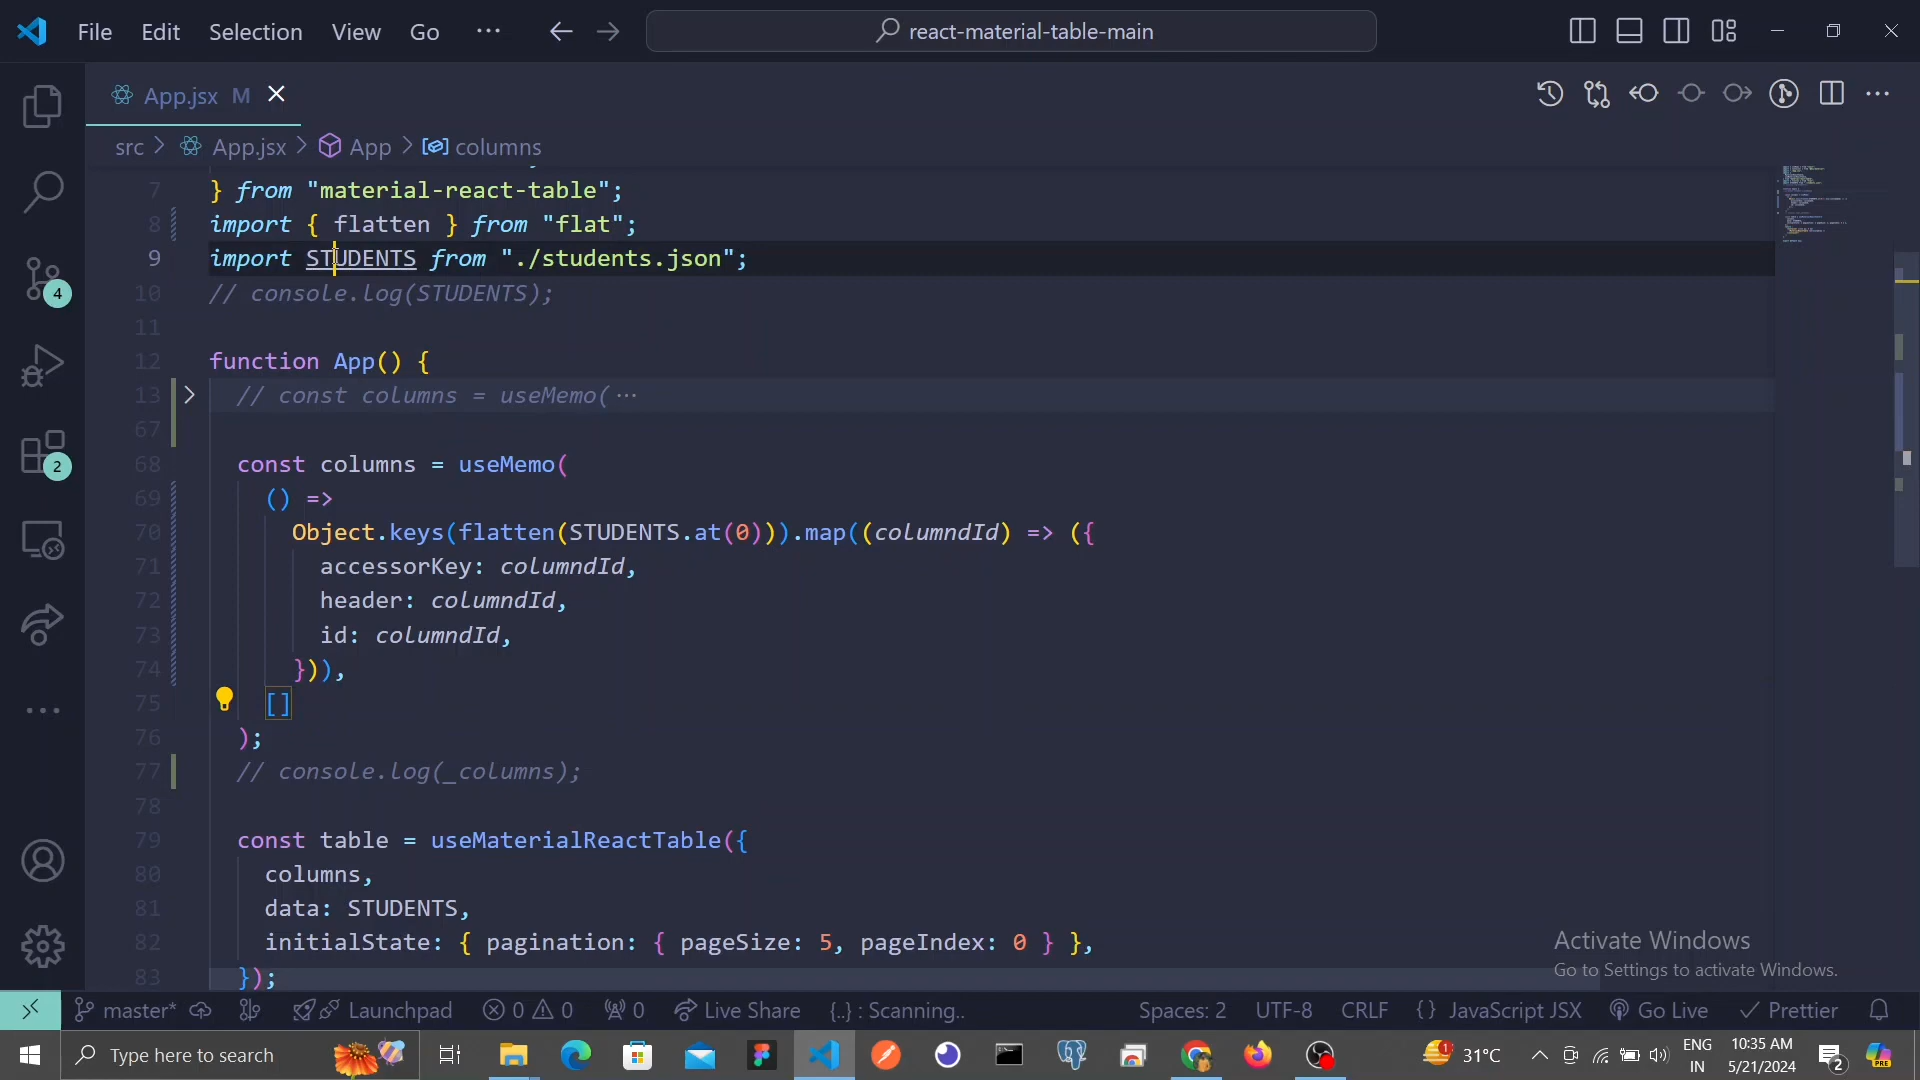 File Edit Selection View Go ··· react-material-table-main
App.jsx M
src > App.jsx > App > columns
7 } from "material-react-table";
8 import { flatten } from "flat";
9 import STUDENTS from "./students.json";
10 // console.log(STUDENTS);
11
12 function App() {
13 // const columns = useMemo( ···
67
68 const columns = useMemo(
69 () =>
70 Object.keys(flatten(STUDENTS.at(0))).map((columndId) => ({
71 accessorKey: columndId,
72 header: columndId,
73 id: columndId,
74 })),
75 []
76 );
77 // console.log(_columns);
78
79 const table = useMaterialReactTable({
80 columns,
81 data: STUDENTS,
82 initialState: { pagination: { pageSize: 5, pageIndex: 0 } },
83 });
4
2
Activate Windows
Go to Settings to activate Windows.
master* Launchpad 0 0 0 Live Share {..} : Scanning.. Spaces: 2 UTF-8 CRLF {} JavaScript JSX Go Live Prettier
Type here to search 31°C ENG 10:35 AM
IN 5/21/2024 2